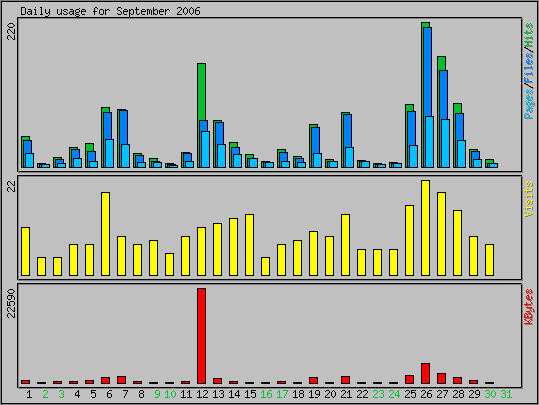 Daily usage for September 2006
220
Pages/Files/Hits
22
Visits
22590
KBytes
1 2 3 4 5 6 7 8 9 10 11 12 13 14 15 16 17 18 19 20 21 22 23 24 25 26 27 28 29 30 31